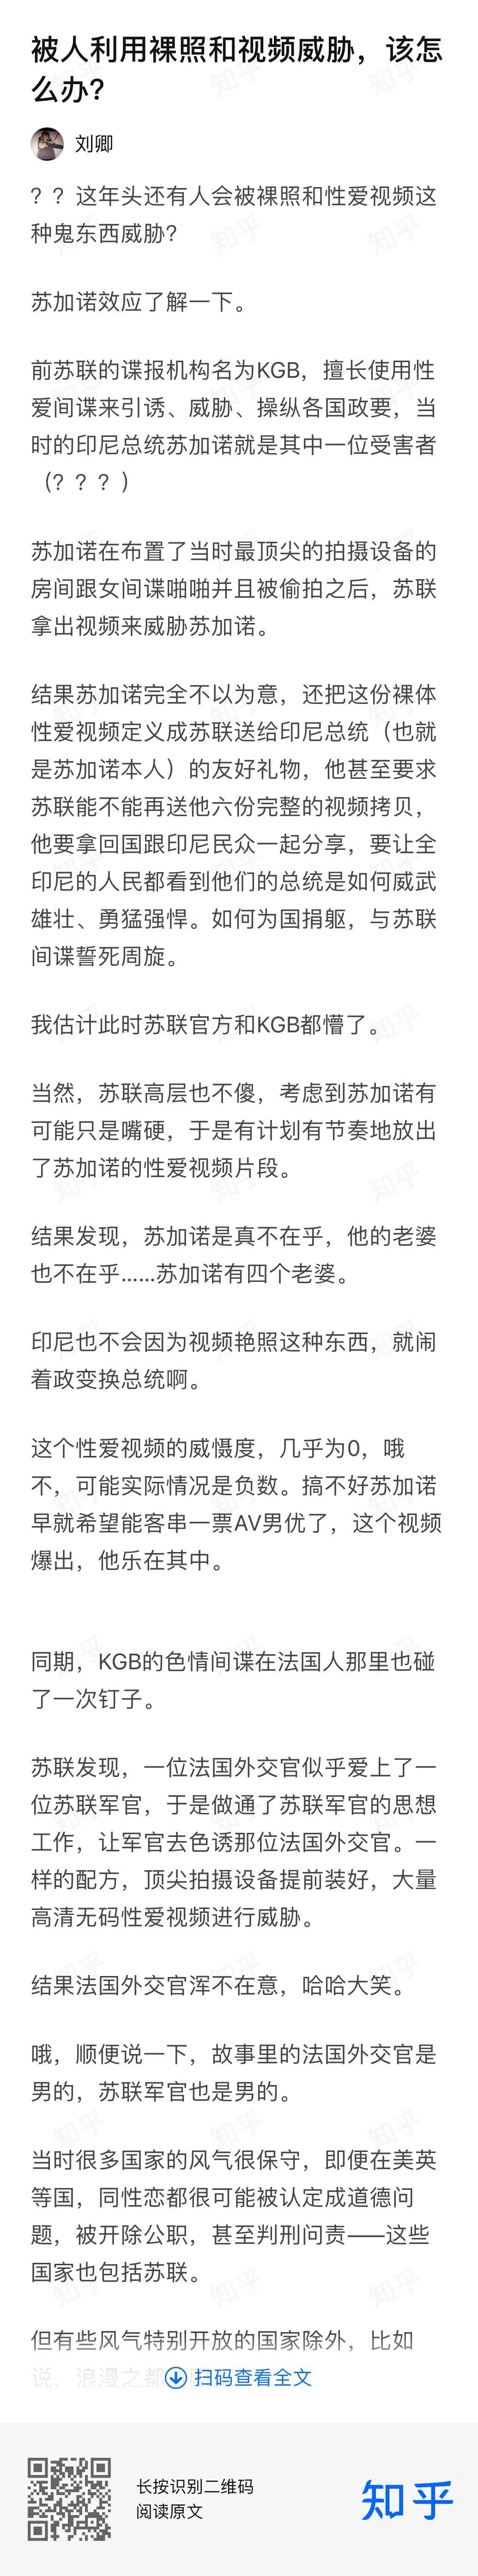 被人利用裸照和视频威胁，该怎
么办？
刘卿
？？这年头还有人会被裸照和性爱视频这
种鬼东西威胁？
苏加诺效应了解一下。
前苏联的谍报机构名为KGB，擅长使用性
爱间谍来引诱、威胁、操纵各国政要，当
时的印尼总统苏加诺就是其中一位受害者
（？？？）
苏加诺在布置了当时最顶尖的拍摄设备的
房间跟女间谍啪啪并且被偷拍之后，苏联
拿出视频来威胁苏加诺。
结果苏加诺完全不以为意，还把这份裸体
性爱视频定义成苏联送给印尼总统（也就
是苏加诺本人）的友好礼物，他甚至要求
苏联能不能再送他六份完整的视频拷贝，
他要拿回国跟印尼民众一起分享，要让全
印尼的人民都看到他们的总统是如何威武
雄壮、勇猛强悍。如何为国捐躯，与苏联
间谍誓死周旋。
我估计此时苏联官方和KGB都懵了。
当然，苏联高层也不傻，考虑到苏加诺有
可能只是嘴硬，于是有计划有节奏地放出
了苏加诺的性爱视频片段。
结果发现，苏加诺是真不在乎，他的老婆
也不在乎……苏加诺有四个老婆。
印尼也不会因为视频艳照这种东西，就闹
着政变换总统啊。
这个性爱视频的威慑度，几乎为0，哦
不，可能实际情况是负数。搞不好苏加诺
早就希望能客串一票AV男优了，这个视频
爆出，他乐在其中。
同期，KGB的色情间谍在法国人那里也碰
了一次钉子。
苏联发现，一位法国外交官似乎爱上了一
位苏联军官，于是做通了苏联军官的思想
工作，让军官去色诱那位法国外交官。一
样的配方，顶尖拍摄设备提前装好，大量
高清无码性爱视频进行威胁。
结果法国外交官浑不在意，哈哈大笑。
哦，顺便说一下，故事里的法国外交官是
男的，苏联军官也是男的。
当时很多国家的风气很保守，即便在美英
等国，同性恋都很可能被认定成道德问
题，被开除公职，甚至判刑问责——这些
国家也包括苏联。
但有些风气特别开放的国家除外，比如
说，浪漫之都
扫码查看全文
长按识别二维码
阅读原文
知乎